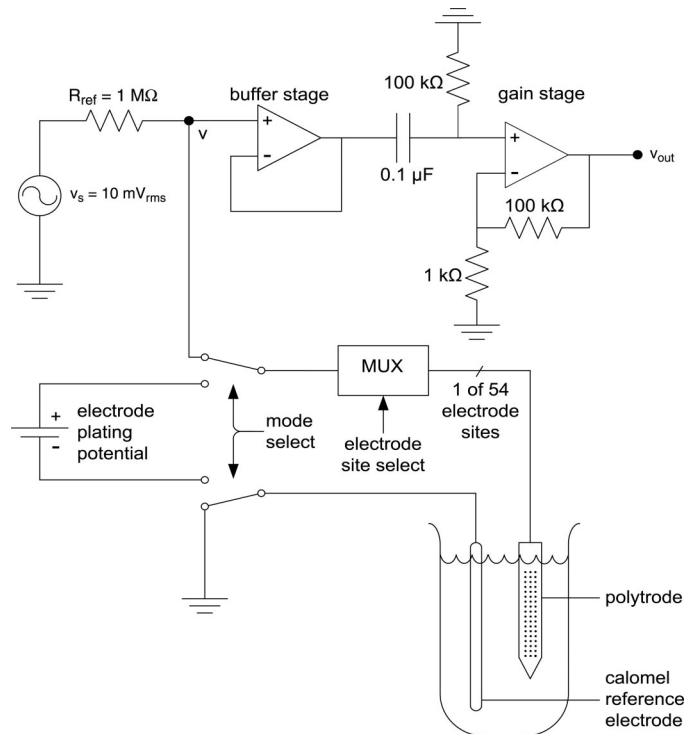 R_ref = 1 MΩ
v_s = 10 mV_rms
v
buffer stage
+
-
0.1 µF
100 kΩ
gain stage
+
-
v_out
100 kΩ
1 kΩ
MUX
1 of 54
electrode
sites
electrode
site select
mode
select
+
-
electrode
plating
potential
polytrode
calomel
reference
electrode